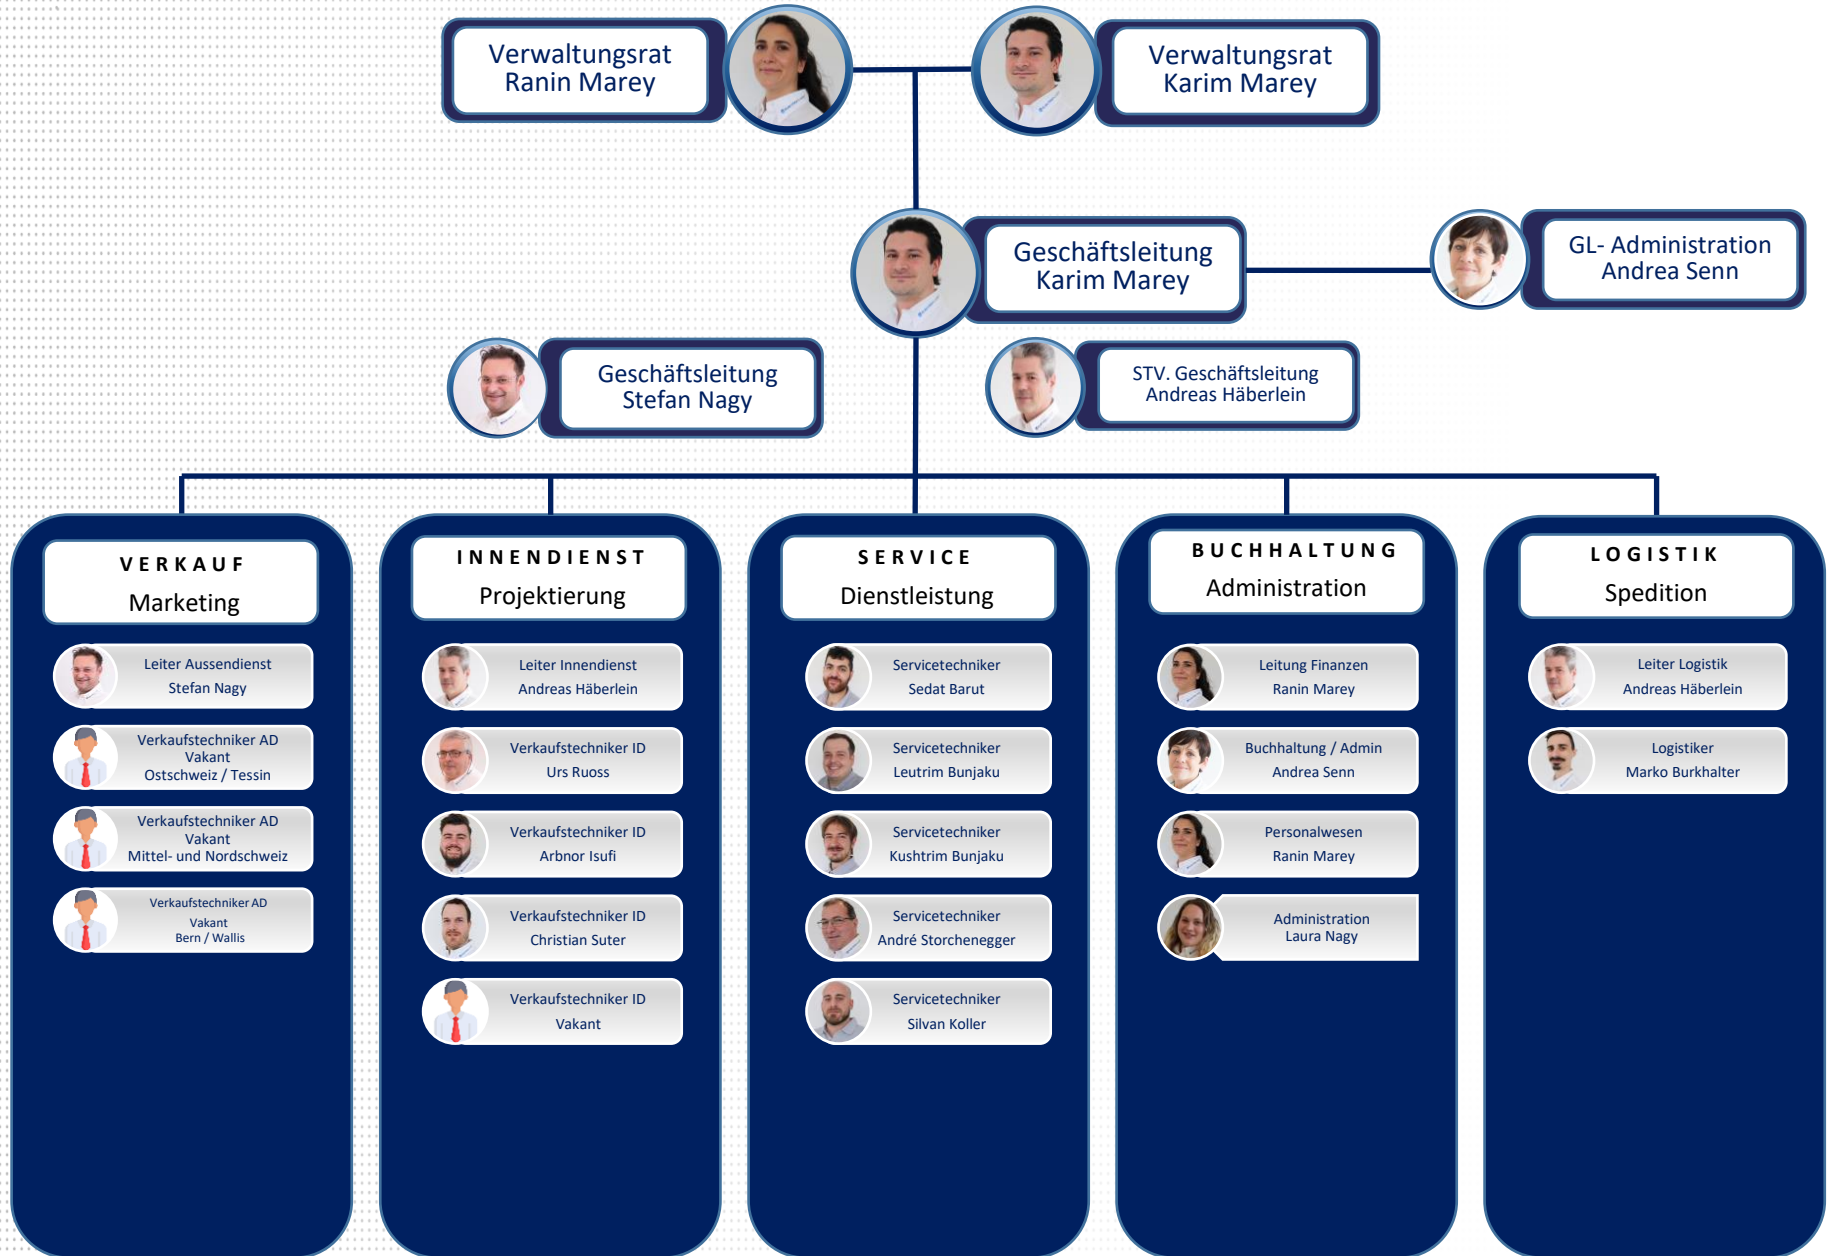 Verwaltungsrat
Ranin Marey
Verwaltungsrat
Karim Marey
Geschäftsleitung
Karim Marey
GL- Administration
Andrea Senn
Geschäftsleitung
Stefan Nagy
STV. Geschäftsleitung
Andreas Häberlein
VERKAUF
Marketing
Leiter Aussendienst
Stefan Nagy
Verkaufstechniker AD
Vakant
Ostschweiz / Tessin
Verkaufstechniker AD
Vakant
Mittel- und Nordschweiz
Verkaufstechniker AD
Vakant
Bern / Wallis
INNENDIENST
Projektierung
Leiter Innendienst
Andreas Häberlein
Verkaufstechniker ID
Urs Ruoss
Verkaufstechniker ID
Arbnor Isufi
Verkaufstechniker ID
Christian Suter
Verkaufstechniker ID
Vakant
SERVICE
Dienstleistung
Servicetechniker
Sedat Barut
Servicetechniker
Leutrim Bunjaku
Servicetechniker
Kushtrim Bunjaku
Servicetechniker
André Storchenegger
Servicetechniker
Silvan Koller
BUCHHALTUNG
Administration
Leitung Finanzen
Ranin Marey
Buchhaltung / Admin
Andrea Senn
Personalwesen
Ranin Marey
Administration
Laura Nagy
LOGISTIK
Spedition
Leiter Logistik
Andreas Häberlein
Logistiker
Marko Burkhalter